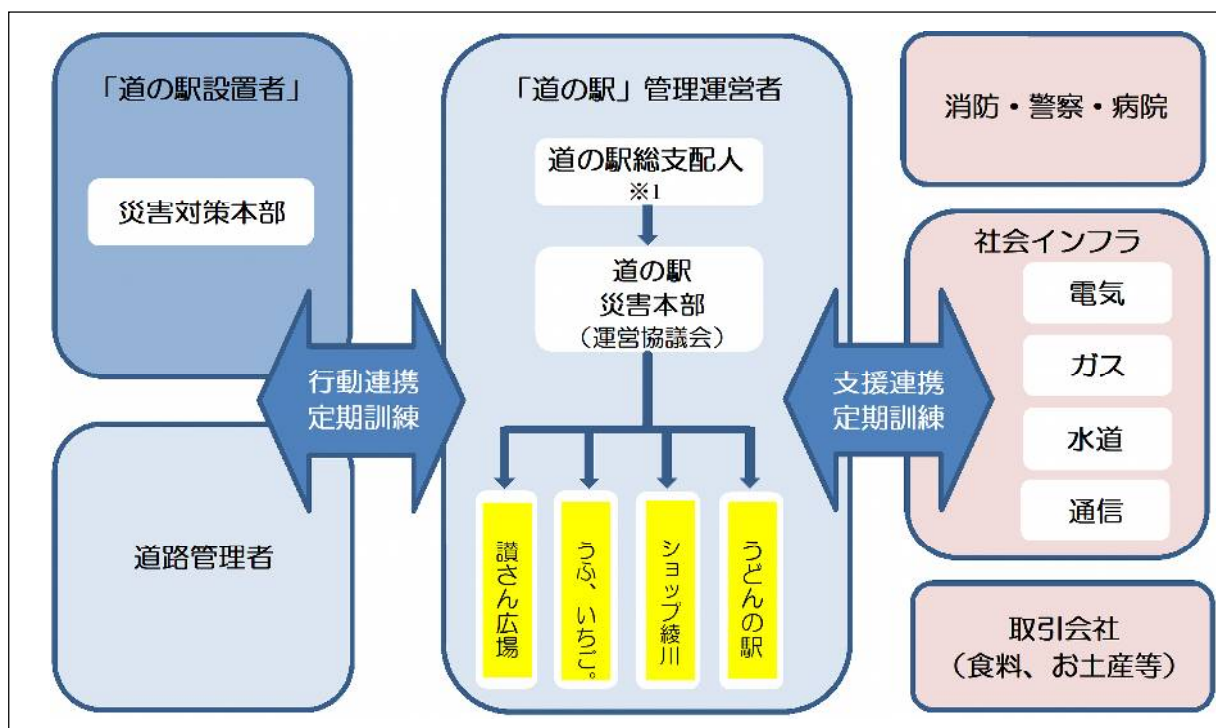 「道の駅設置者」
災害対策本部
道路管理者
行動連携
定期訓練
「道の駅」管理運営者
道の駅総支配人
※1
道の駅
災害本部
（運営協議会）
讃さん広場
うふ、いちご。
ショップ綾川
うどんの駅
支援連携
定期訓練
消防・警察・病院
社会インフラ
電気
ガス
水道
通信
取引会社
（食料、お土産等）